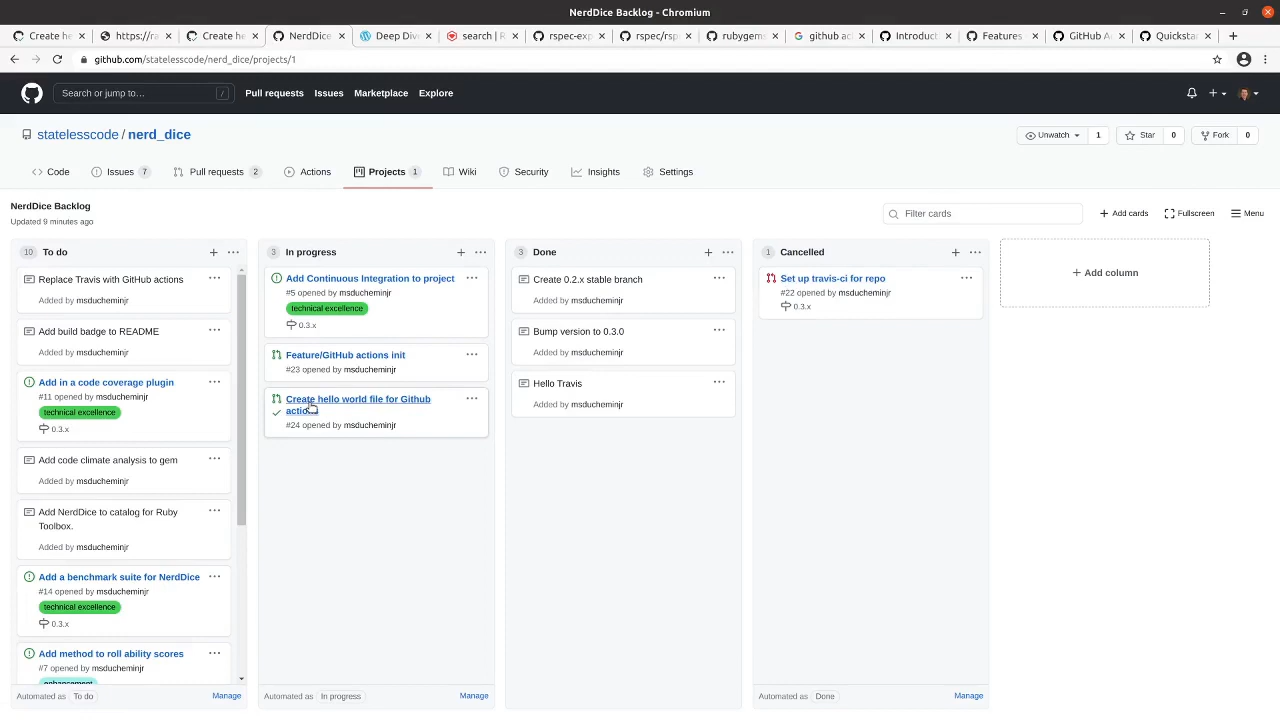 NerdDice Backlog - Chromium
Create he
https://ra
Create he
NerdDice
Deep Dive
search | R
rspec-exp
rspec/rsp
rubygems
github ac
Introduct
Features
GitHub A
Quickstar
github.com/statelesscode/nerd_dice/projects/1
Search or jump to...
/
Pull requests
Issues
Marketplace
Explore
statelesscode / nerd_dice
Unwatch 1
Star 0
Fork 0
Code
Issues 7
Pull requests 2
Actions
Projects 1
Wiki
Security
Insights
Settings
NerdDice Backlog
Updated 9 minutes ago
Filter cards
+ Add cards
Fullscreen
Menu
10 To do
Replace Travis with GitHub actions
Added by msducheminjr
Add build badge to README
Added by msducheminjr
Add in a code coverage plugin
#11 opened by msducheminjr
technical excellence
0.3.x
Add code climate analysis to gem
Added by msducheminjr
Add NerdDice to catalog for Ruby
Toolbox.
Added by msducheminjr
Add a benchmark suite for NerdDice
#14 opened by msducheminjr
technical excellence
0.3.x
Add method to roll ability scores
#7 opened by msducheminjr
enhancement
Automated as To do
Manage
3 In progress
Add Continuous Integration to project
#5 opened by msducheminjr
technical excellence
0.3.x
Feature/GitHub actions init
#23 opened by msducheminjr
Create hello world file for Github
actions
#24 opened by msducheminjr
Automated as In progress
Manage
3 Done
Create 0.2.x stable branch
Added by msducheminjr
Bump version to 0.3.0
Added by msducheminjr
Hello Travis
Added by msducheminjr
1 Cancelled
Set up travis-ci for repo
#22 opened by msducheminjr
0.3.x
Automated as Done
Manage
+ Add column